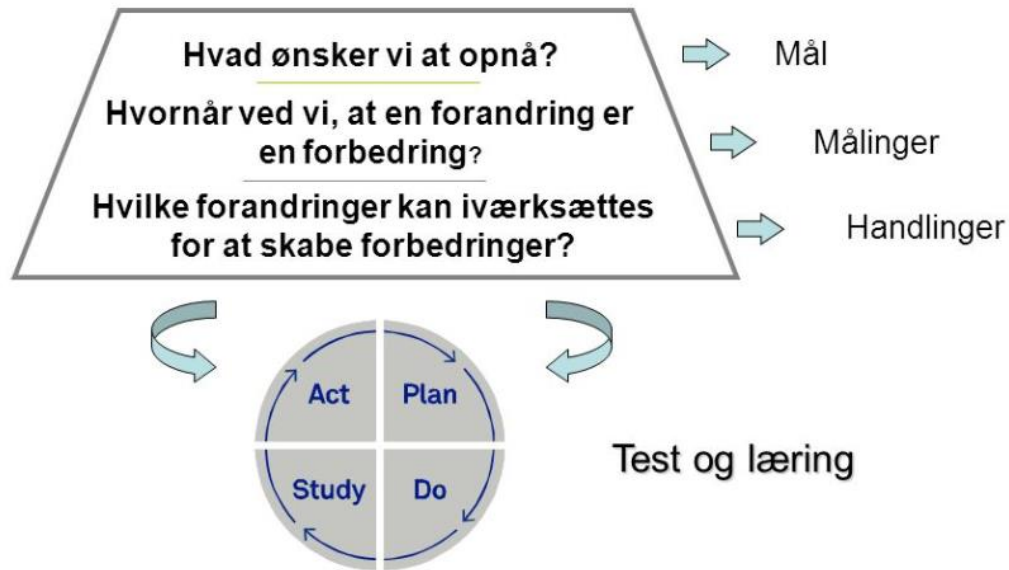 Hvad ønsker vi at opnå?
Mål
Hvornår ved vi, at en forandring er
en forbedring?
Målinger
Hvilke forandringer kan iværksættes
for at skabe forbedringer?
Handlinger
Act
Plan
Study
Do
Test og læring